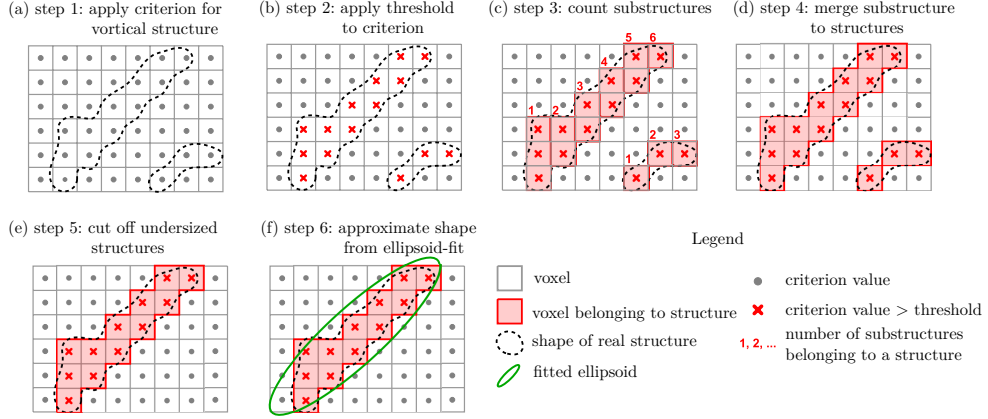 (a) step 1: apply criterion for
vortical structure
(b) step 2: apply threshold
to criterion
(c) step 3: count substructures
(d) step 4: merge substructure
to structures
1
2
3
4
5
6
1
2
3
(e) step 5: cut off undersized
structures
(f) step 6: approximate shape
from ellipsoid-fit
Legend
voxel
voxel belonging to structure
shape of real structure
fitted ellipsoid
criterion value
criterion value > threshold
1, 2, ...
number of substructures
belonging to a structure